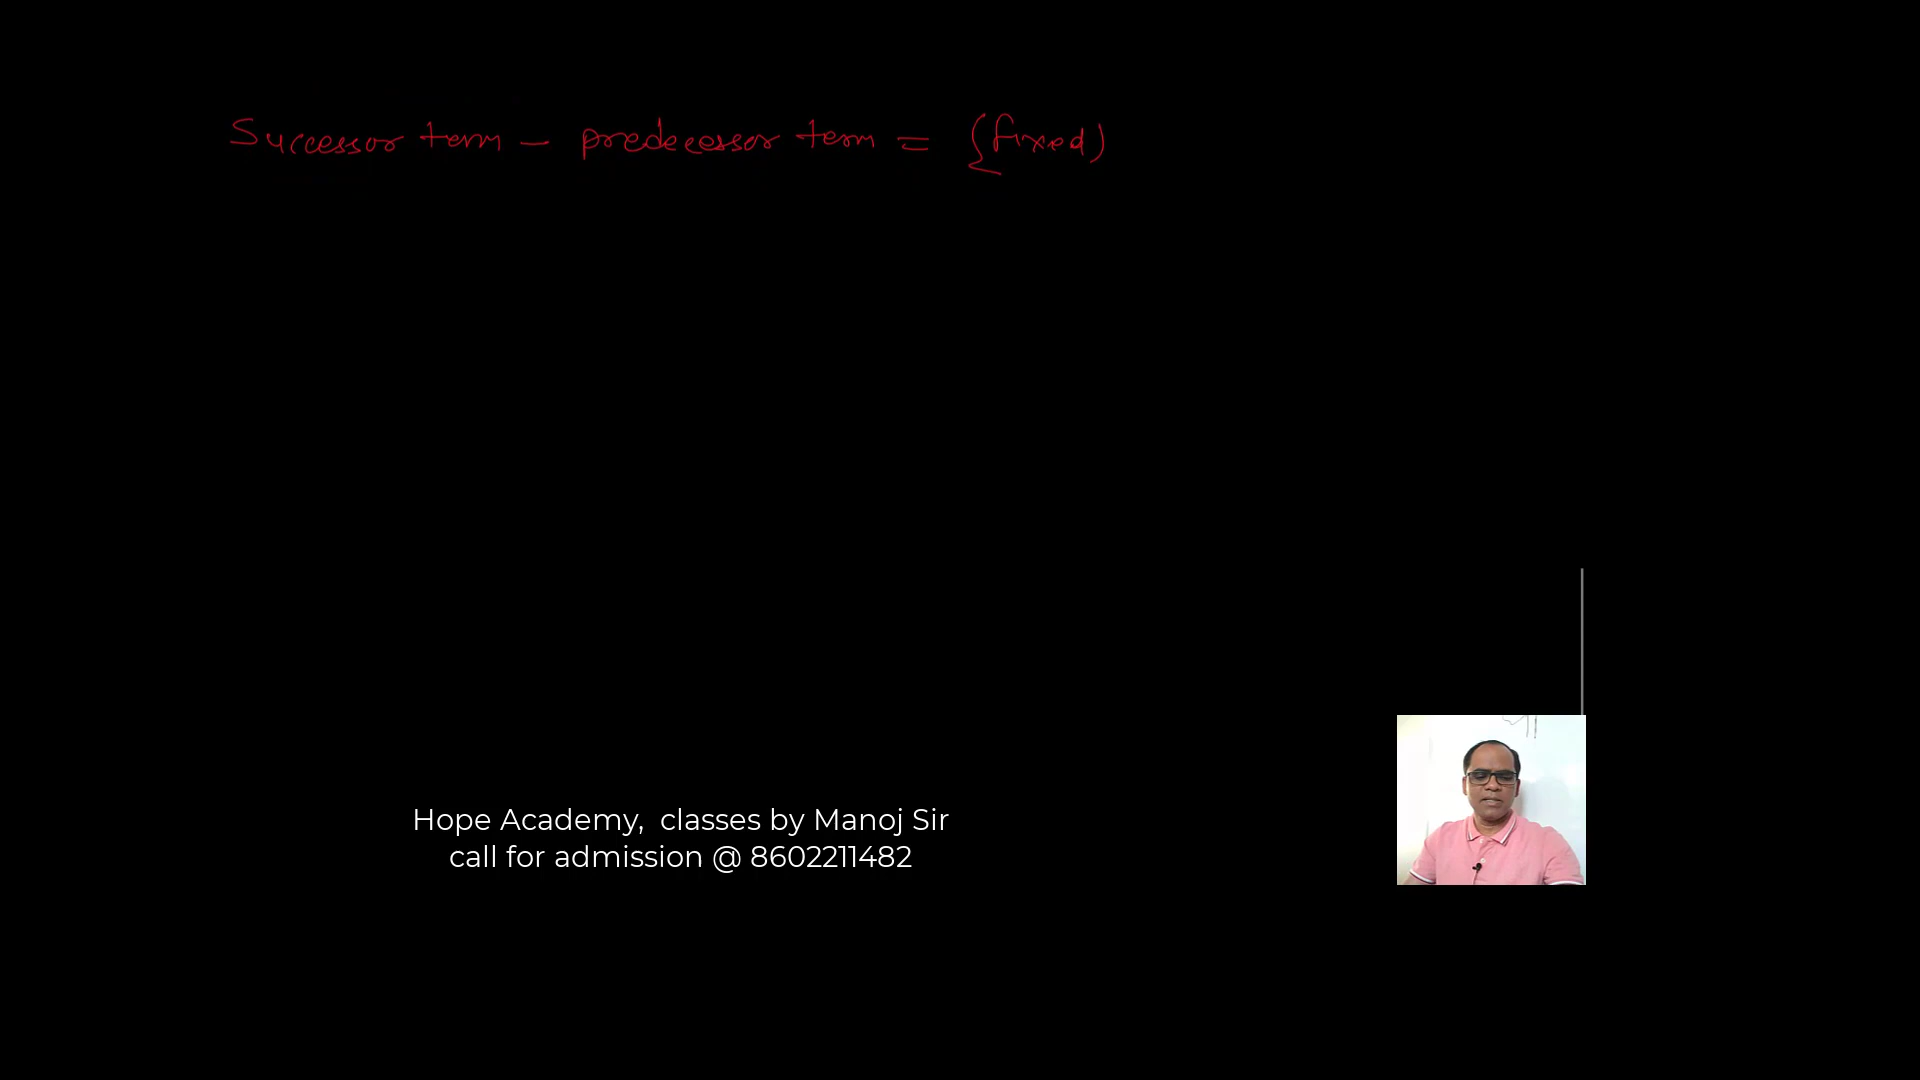 Successor term - predecessor term = (fixed)
Hope Academy,  classes by Manoj Sir
call for admission @ 8602211482